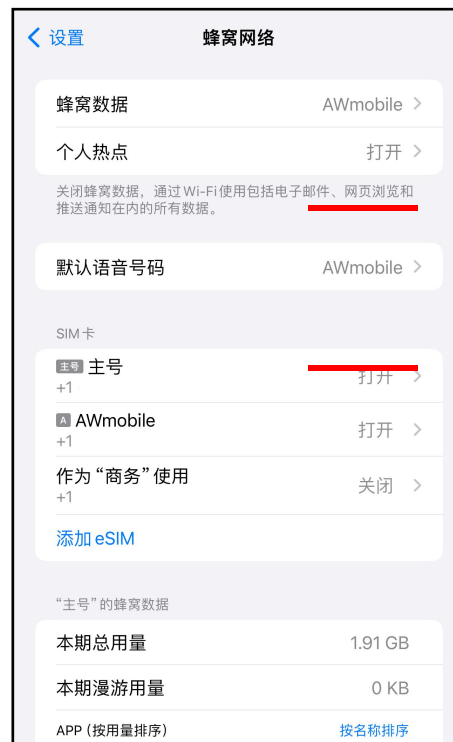 设置
蜂窝网络
蜂窝数据 AWmobile
个人热点 打开
关闭蜂窝数据，通过Wi-Fi使用包括电子邮件、网页浏览和
推送通知在内的所有数据。
默认语音号码 AWmobile
SIM卡
主号 主号 打开
+1
A AWmobile 打开
+1
作为“商务”使用 关闭
+1
添加 eSIM
“主号”的蜂窝数据
本期总用量 1.91 GB
本期漫游用量 0 KB
APP（按用量排序） 按名称排序